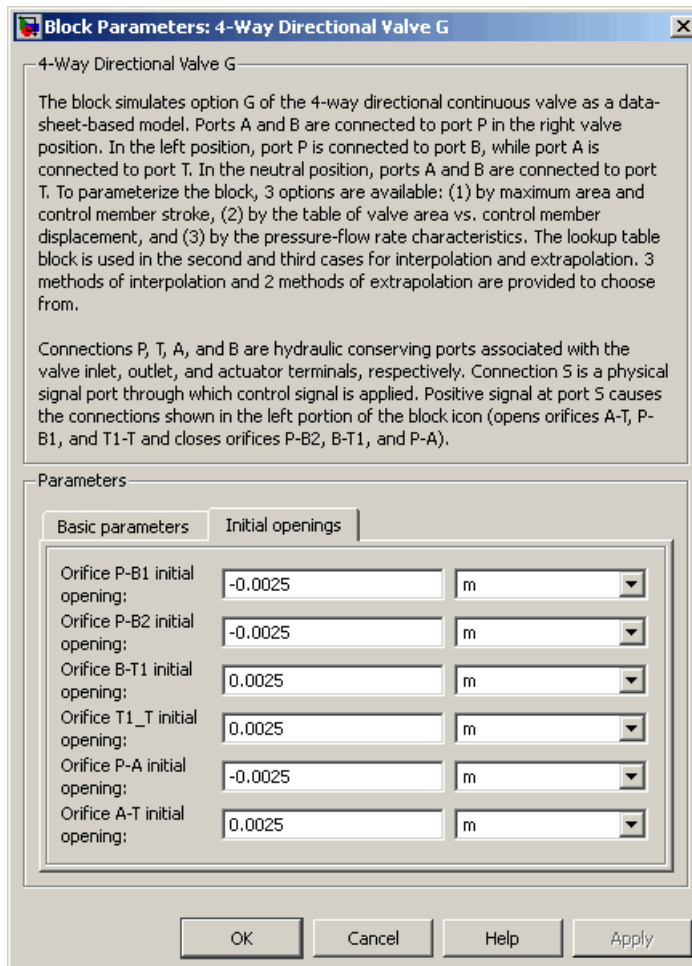 Block Parameters: 4-Way Directional Valve G
4-Way Directional Valve G
The block simulates option G of the 4-way directional continuous valve as a data-
sheet-based model. Ports A and B are connected to port P in the right valve
position. In the left position, port P is connected to port B, while port A is
connected to port T. In the neutral position, ports A and B are connected to port
T. To parameterize the block, 3 options are available: (1) by maximum area and
control member stroke, (2) by the table of valve area vs. control member
displacement, and (3) by the pressure-flow rate characteristics. The lookup table
block is used in the second and third cases for interpolation and extrapolation. 3
methods of interpolation and 2 methods of extrapolation are provided to choose
from.
Connections P, T, A, and B are hydraulic conserving ports associated with the
valve inlet, outlet, and actuator terminals, respectively. Connection S is a physical
signal port through which control signal is applied. Positive signal at port S causes
the connections shown in the left portion of the block icon (opens orifices A-T, P-
B1, and T1-T and closes orifices P-B2, B-T1, and P-A).
Parameters
Basic parameters Initial openings
Orifice P-B1 initial
opening: -0.0025 m
Orifice P-B2 initial
opening: -0.0025 m
Orifice B-T1 initial
opening: 0.0025 m
Orifice T1_T initial
opening: 0.0025 m
Orifice P-A initial
opening: -0.0025 m
Orifice A-T initial
opening: 0.0025 m
OK Cancel Help Apply